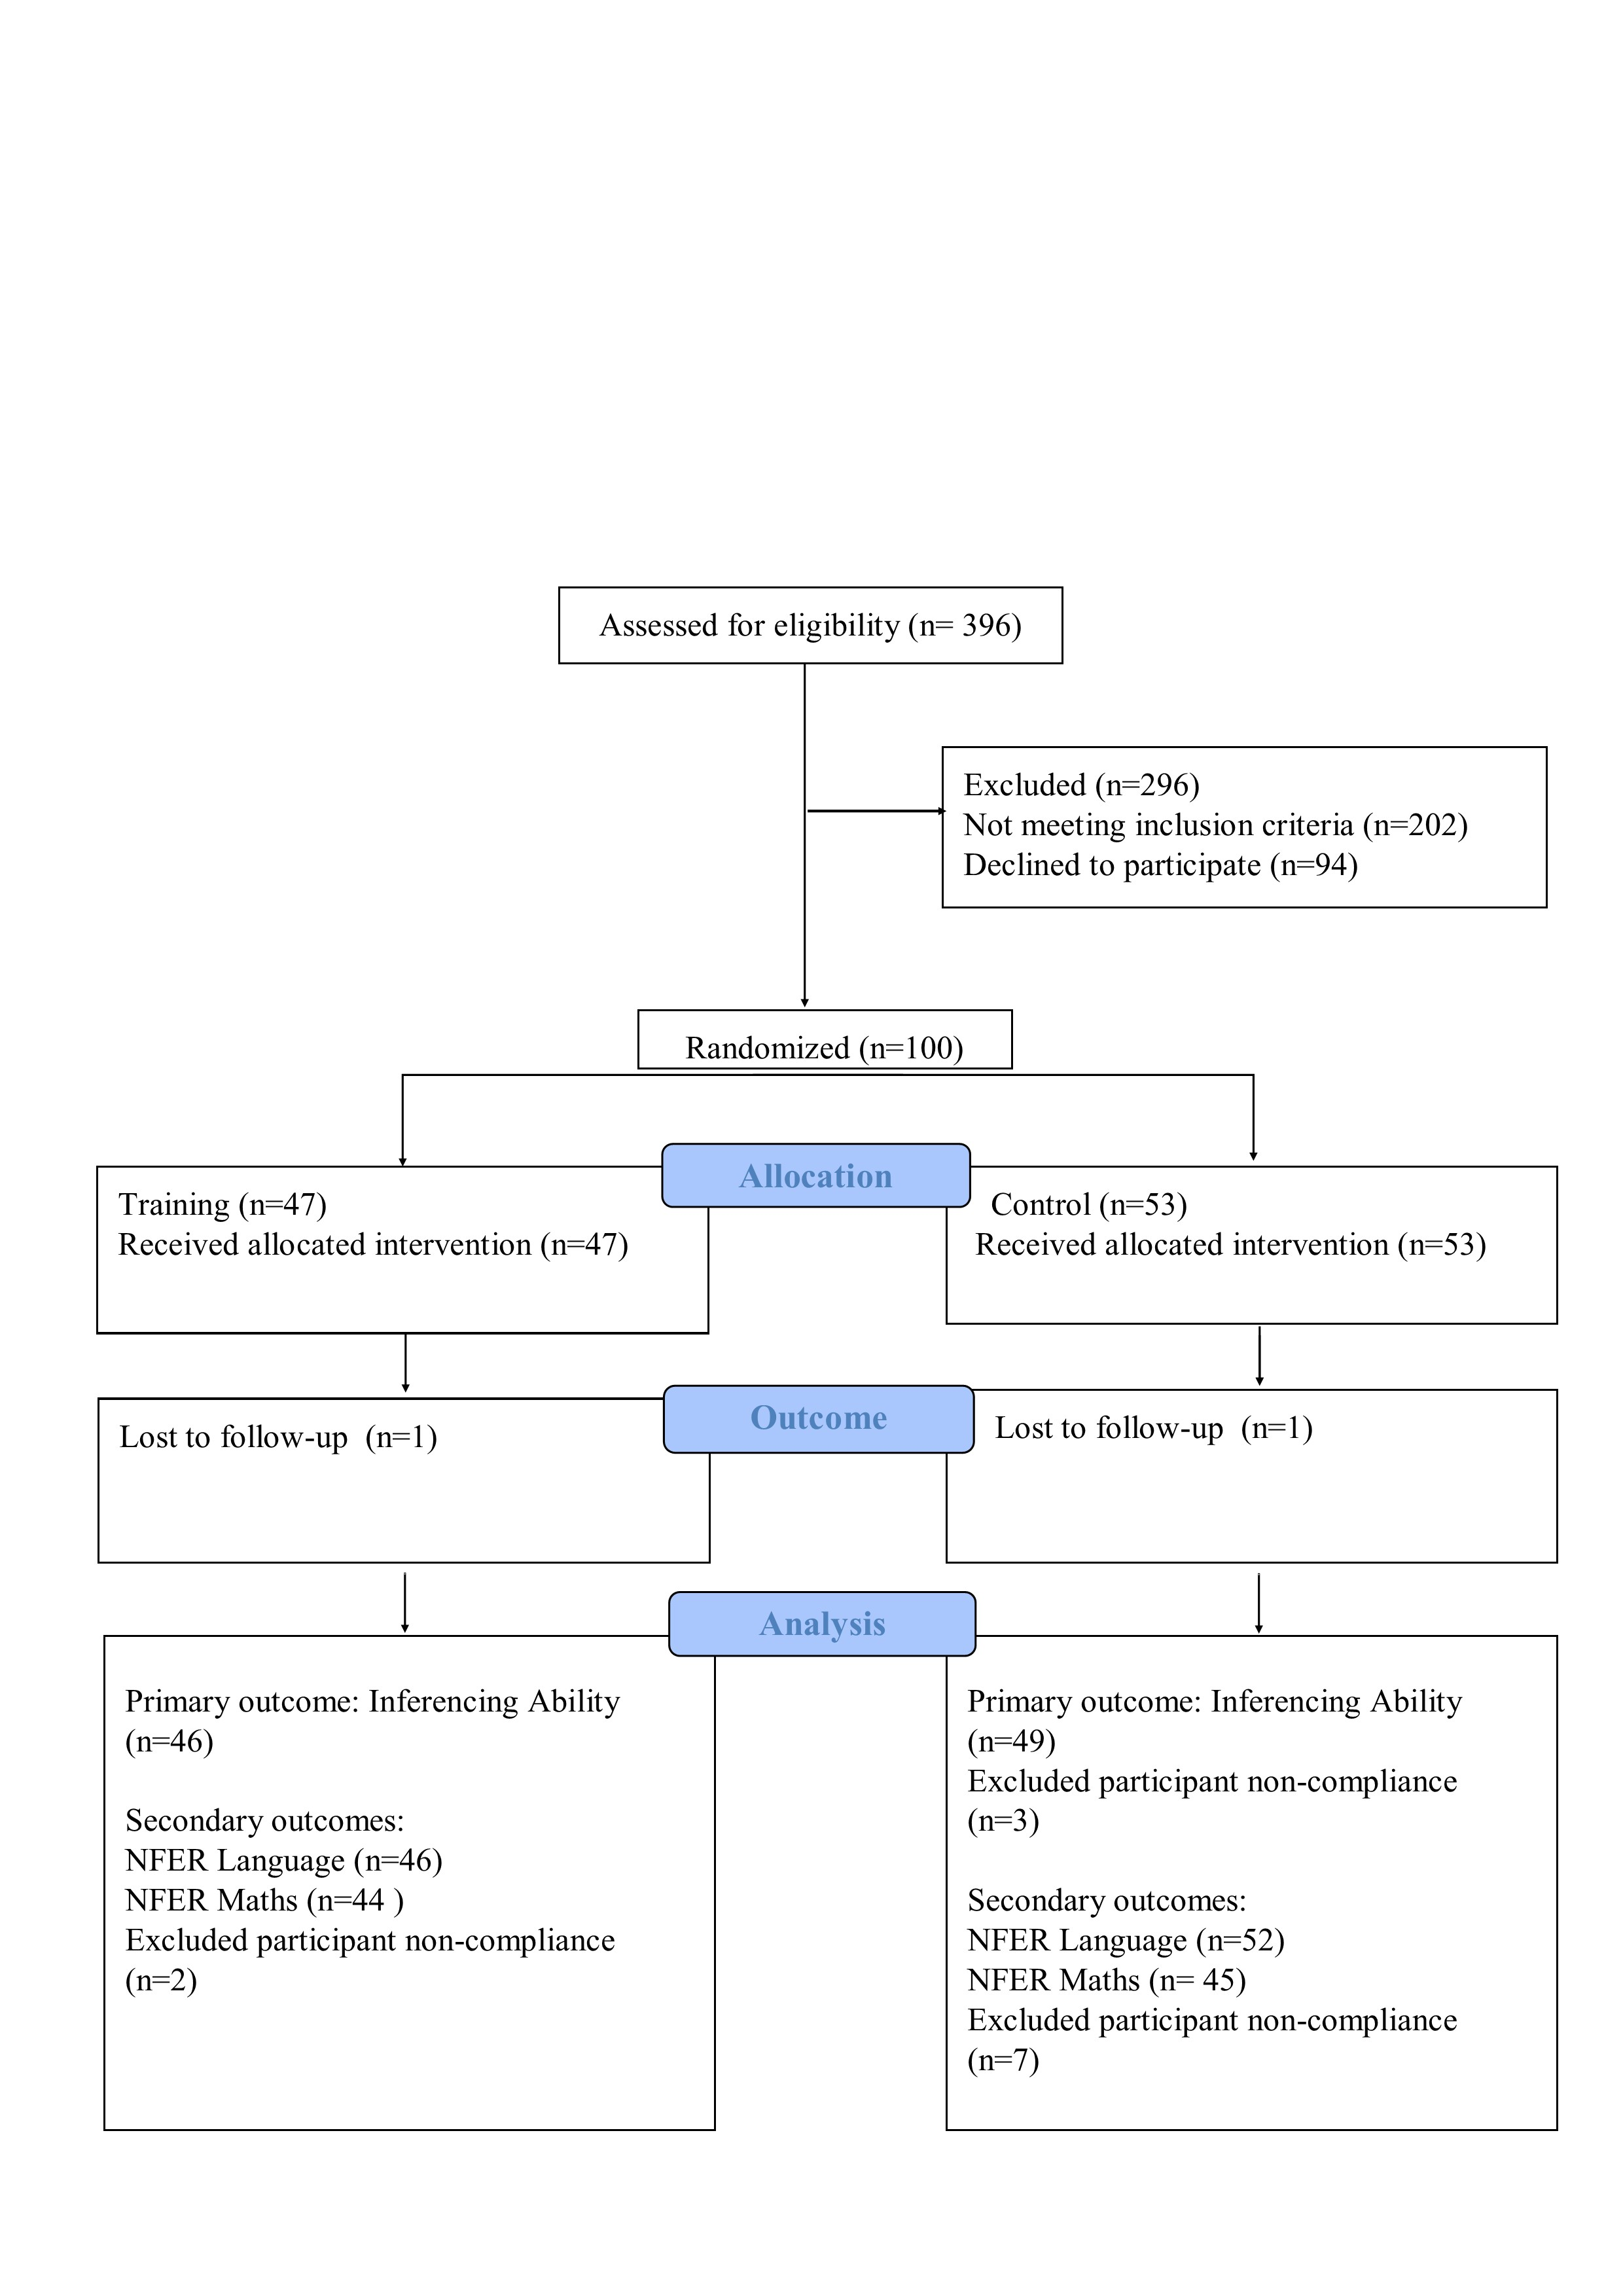 Assessed for eligibility (n= 396)
Excluded (n=296)
Not meeting inclusion criteria (n=202)
Declined to participate (n=94)
Randomized (n=100)
Allocation
Training (n=47)
Received allocated intervention (n=47)
Control (n=53)
Received allocated intervention (n=53)
Outcome
Lost to follow-up  (n=1)
Lost to follow-up  (n=1)
Analysis
Primary outcome: Inferencing Ability
(n=46)
Secondary outcomes:
NFER Language (n=46)
NFER Maths (n=44 )
Excluded participant non-compliance
(n=2)
Primary outcome: Inferencing Ability
(n=49)
Excluded participant non-compliance
(n=3)
Secondary outcomes:
NFER Language (n=52)
NFER Maths (n= 45)
Excluded participant non-compliance
(n=7)